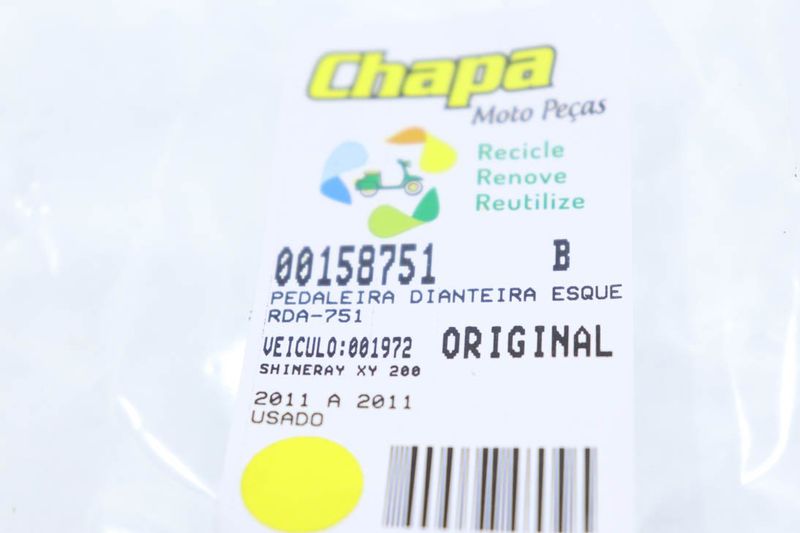 Chapa
Moto Peças
Recicle
Renove
Reutilize
00158751 B
PEDALEIRA DIANTEIRA ESQUE
RDA-751
VEICULO:001972 ORIGINAL
SHINERAY XY 200
2011 A 2011
USADO